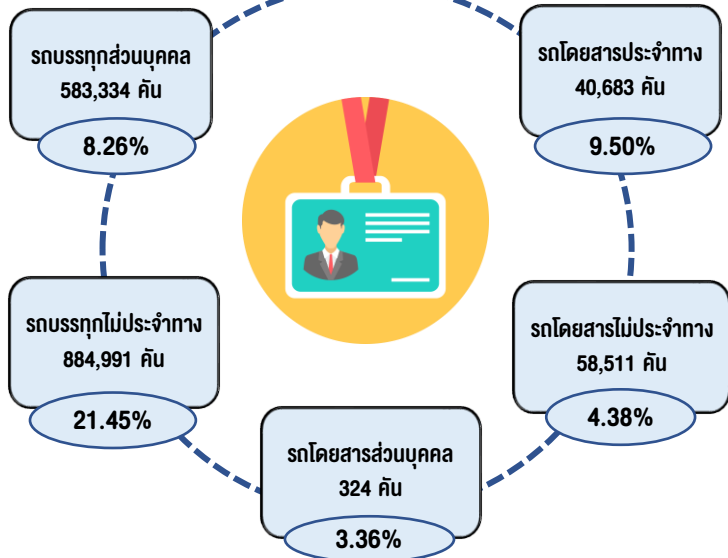 รถบรรทุกส่วนบุคคล
583,334 คัน
8.26%
รถโดยสารประจำทาง
40,683 คัน
9.50%
รถบรรทุกไม่ประจำทาง
884,991 คัน
21.45%
รถโดยสารไม่ประจำทาง
58,511 คัน
4.38%
รถโดยสารส่วนบุคคล
324 คัน
3.36%